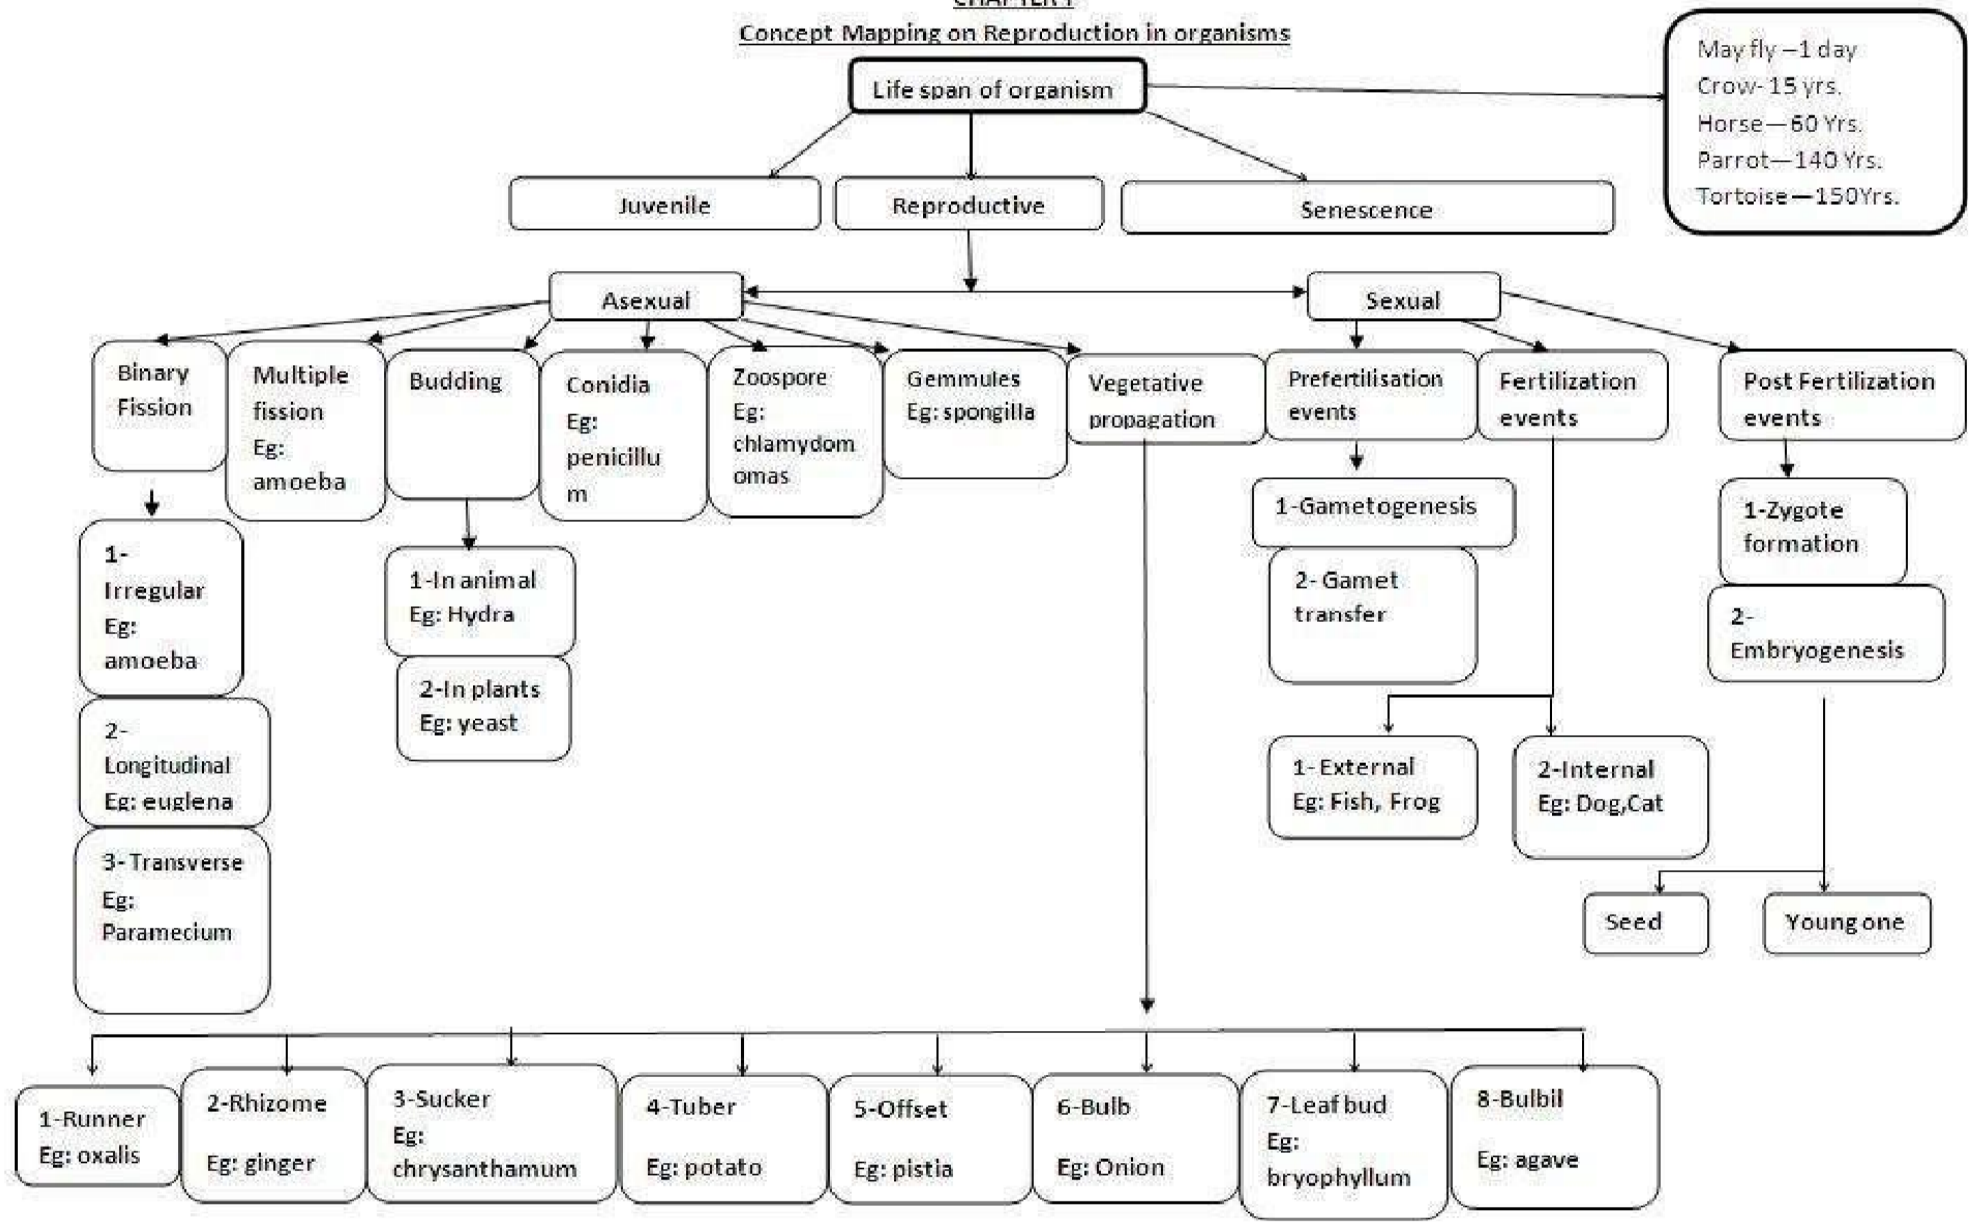 CHAPTER I
Concept Mapping on Reproduction in organisms
Life span of organism
May fly –1 day
Crow- 15 yrs.
Horse—60 Yrs.
Parrot—140 Yrs.
Tortoise—150Yrs.
Juvenile
Reproductive
Senescence
Asexual
Sexual
Binary
Fission
Multiple
fission
Eg:
amoeba
Budding
Conidia
Eg:
penicillu
m
Zoospore
Eg:
chlamydom
omas
Gemmules
Eg: spongilla
Vegetative
propagation
Prefertilisation
events
Fertilization
events
Post Fertilization
events
1-
Irregular
Eg:
amoeba
2-
Longitudinal
Eg: euglena
3- Transverse
Eg:
Paramecium
1-In animal
Eg: Hydra
2-In plants
Eg: yeast
1-Gametogenesis
2- Gamet
transfer
1- External
Eg: Fish, Frog
2-Internal
Eg: Dog,Cat
1-Zygote
formation
2-
Embryogenesis
Seed
Young one
1-Runner
Eg: oxalis
2-Rhizome
Eg: ginger
3-Sucker
Eg:
chrysanthamum
4-Tuber
Eg: potato
5-Offset
Eg: pistia
6-Bulb
Eg: Onion
7-Leaf bud
Eg:
bryophyllum
8-Bulbil
Eg: agave